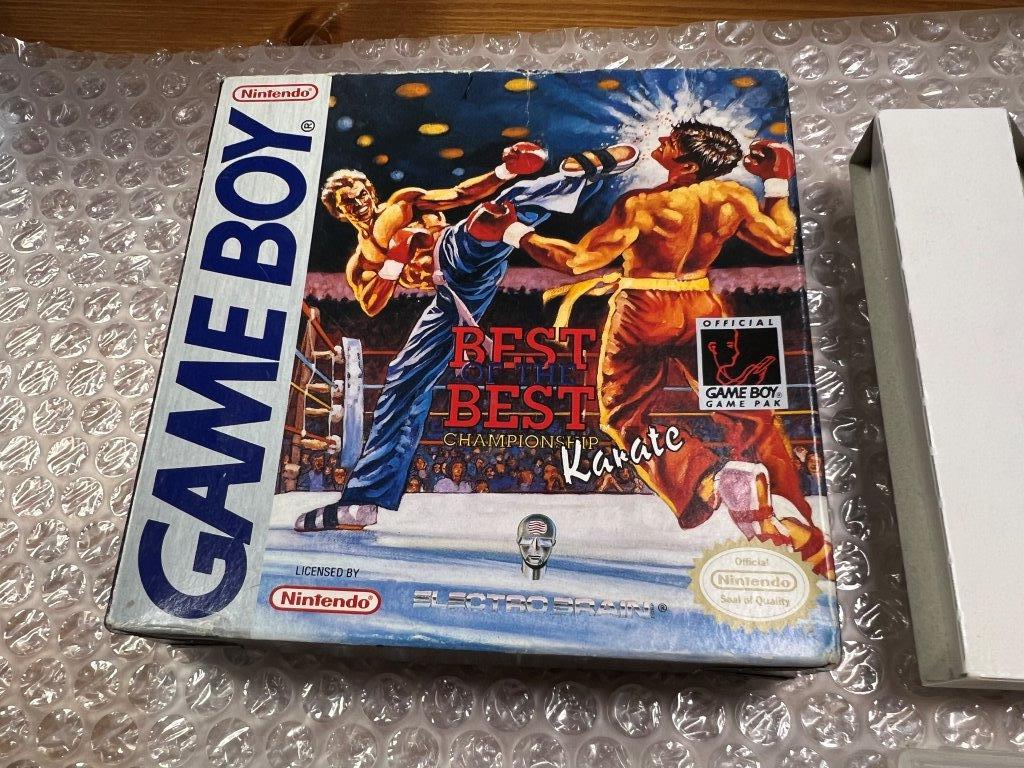 Nintendo®
GAME BOY®
BEST
OF THE
BEST
CHAMPIONSHIP
Karate
OFFICIAL
GAME BOY®
GAME PAK
LICENSED BY
Nintendo®
ELECTRO BRAIN®
Official
Nintendo
Seal of Quality